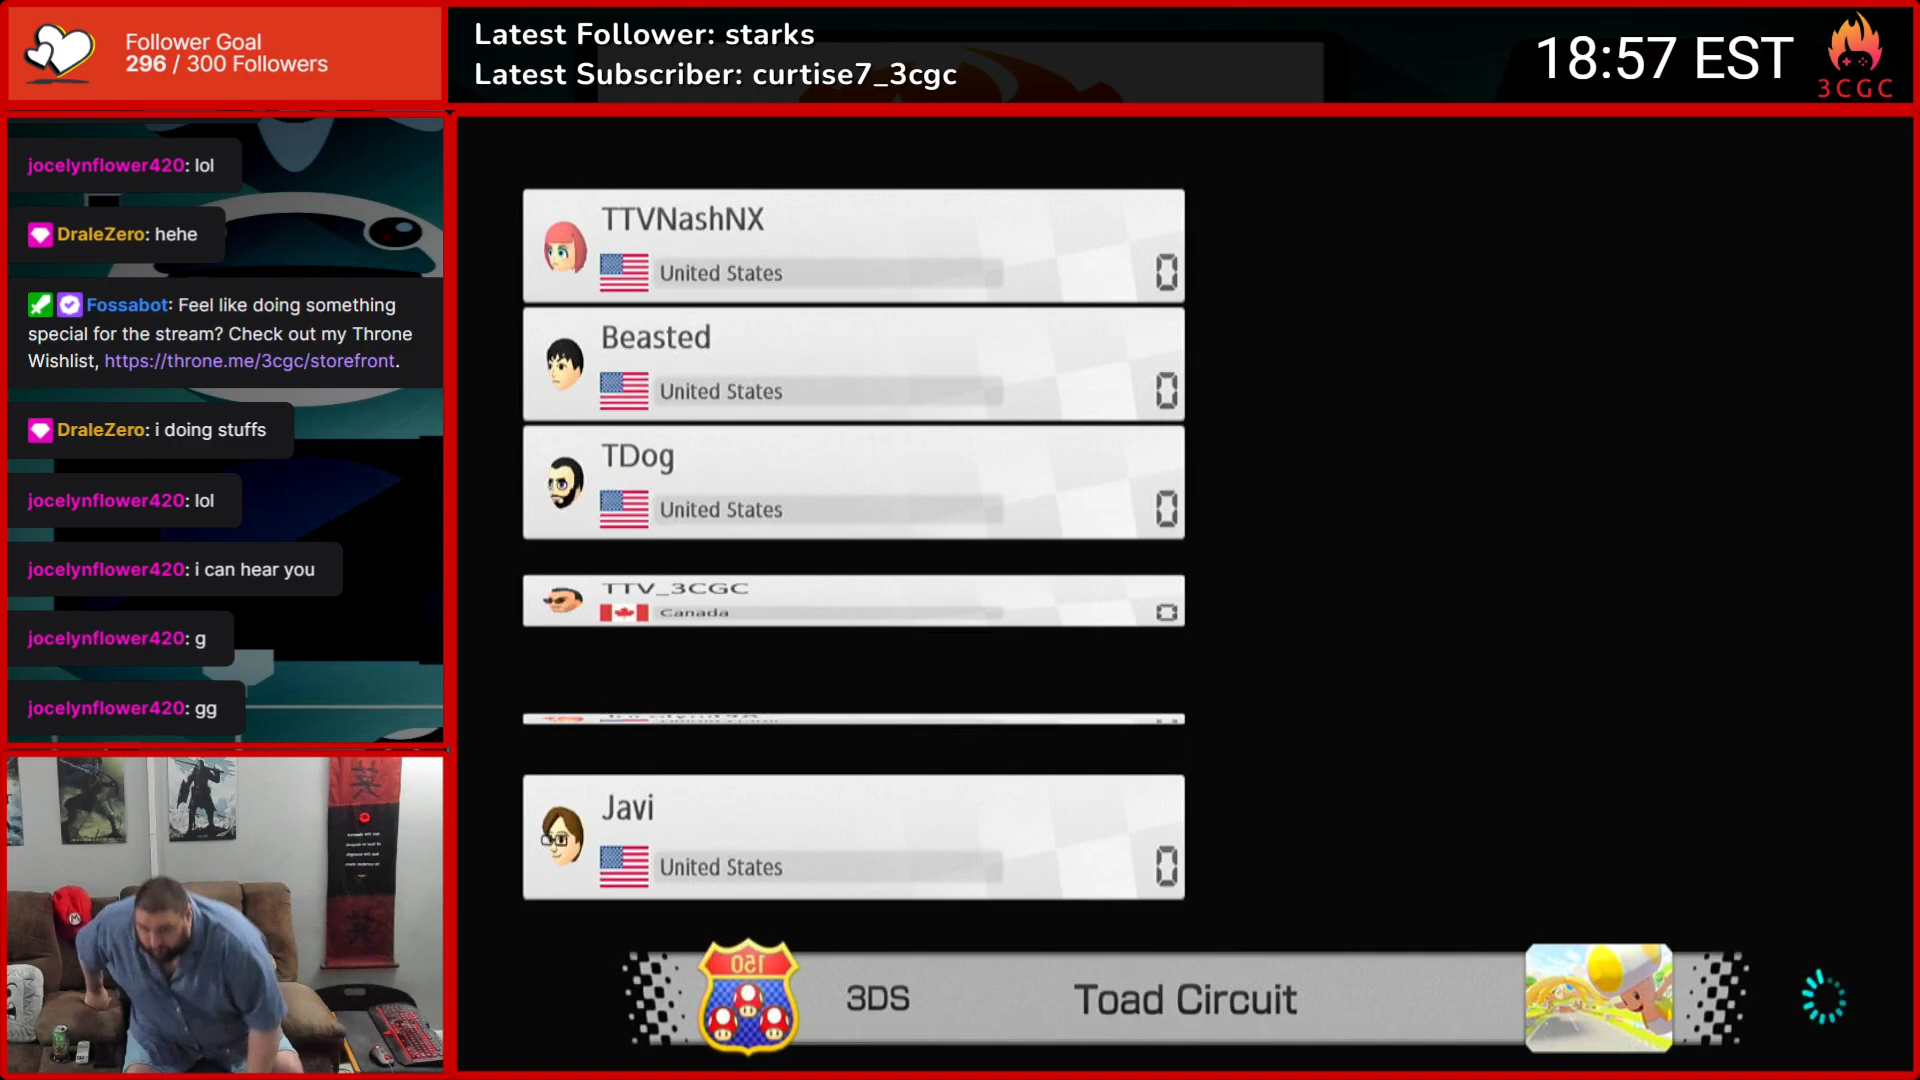 Follower Goal
296 / 300 Followers
Latest Follower: starks
Latest Subscriber: curtise7_3cgc
18:57 EST
3CGC
jocelynflower420: lol
DraleZero: hehe
Fossabot: Feel like doing something
special for the stream? Check out my Throne
Wishlist, https://throne.me/3cgc/storefront.
DraleZero: i doing stuffs
jocelynflower420: lol
jocelynflower420: i can hear you
jocelynflower420: g
jocelynflower420: gg
TTVNashNX
United States 0
Beasted
United States 0
TDog
United States 0
TTV_3CGC
Canada 0
Javi
United States 0
150
3DS Toad Circuit